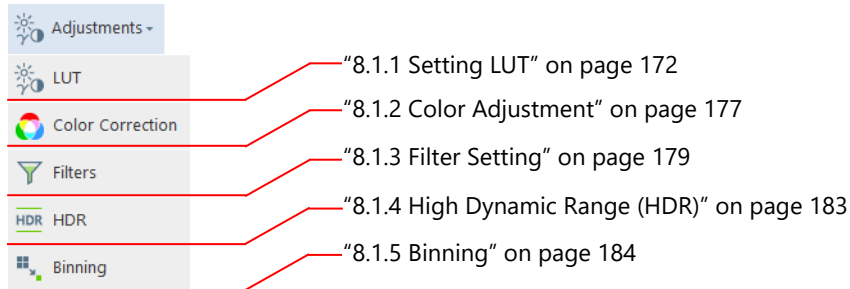 Adjustments
LUT
"8.1.1 Setting LUT" on page 172
Color Correction
"8.1.2 Color Adjustment" on page 177
Filters
"8.1.3 Filter Setting" on page 179
HDR HDR
"8.1.4 High Dynamic Range (HDR)" on page 183
Binning
"8.1.5 Binning" on page 184